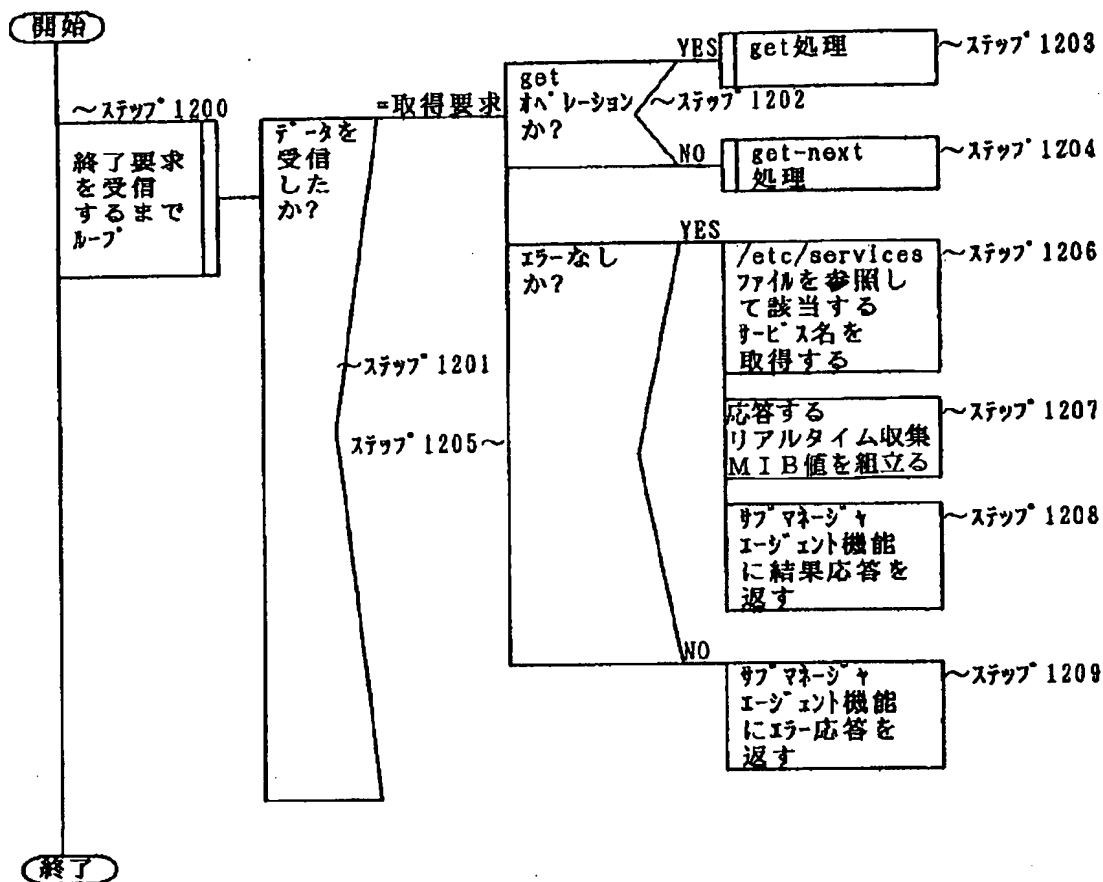 開始
～ステップ1200
終了要求
を受信
するまで
ループ
データを
受信
した
か?
～ステップ1201
=取得要求
get
オペレーション
か?
～ステップ1202
YES
get処理
～ステップ1203
NO
get-next
処理
～ステップ1204
ステップ1205～
エラーなし
か?
YES
/etc/services
ファイルを参照し
て該当する
サービス名を
取得する
～ステップ1206
応答する
リアルタイム収集
MIB値を組立る
～ステップ1207
サブマネージャ
エージェント機能
に結果応答を
返す
～ステップ1208
NO
サブマネージャ
エージェント機能
にエラー応答を
返す
～ステップ1209
終了